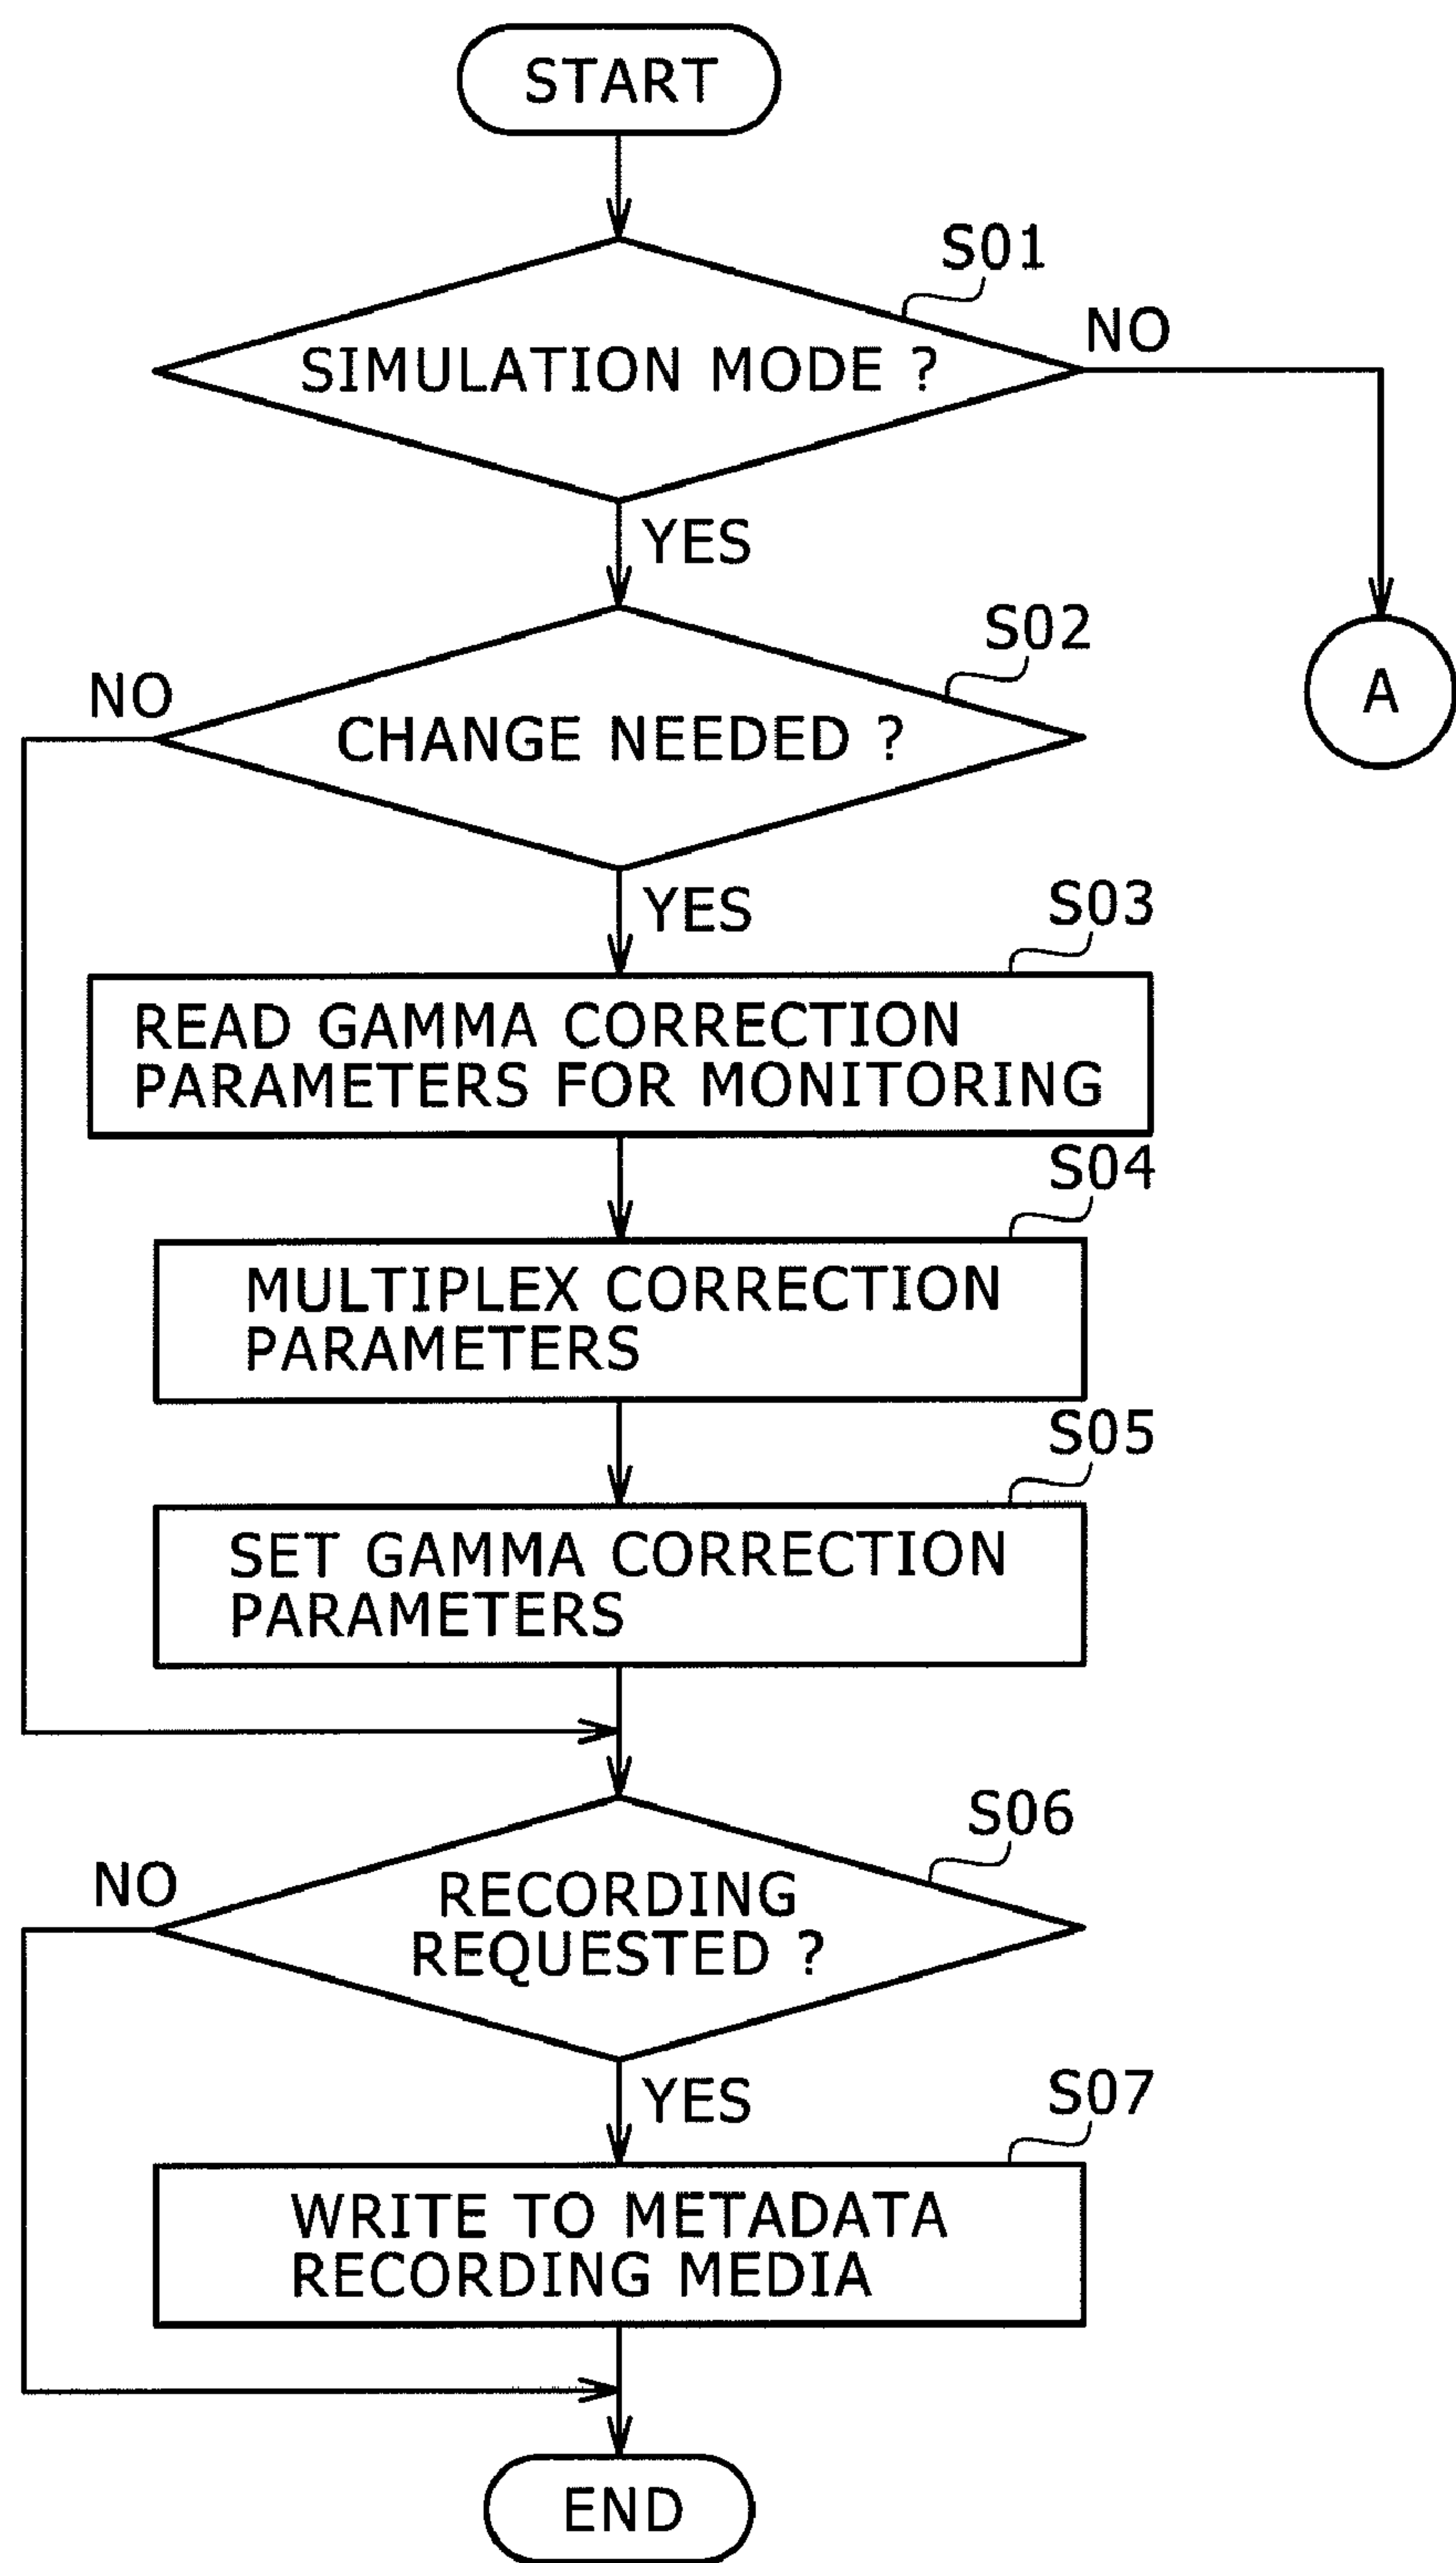 START
S01
SIMULATION MODE ?
NO
YES
S02
A
NO
CHANGE NEEDED ?
YES
S03
READ GAMMA CORRECTION
PARAMETERS FOR MONITORING
S04
MULTIPLEX CORRECTION
PARAMETERS
S05
SET GAMMA CORRECTION
PARAMETERS
S06
NO
RECORDING
REQUESTED ?
YES
S07
WRITE TO METADATA
RECORDING MEDIA
END